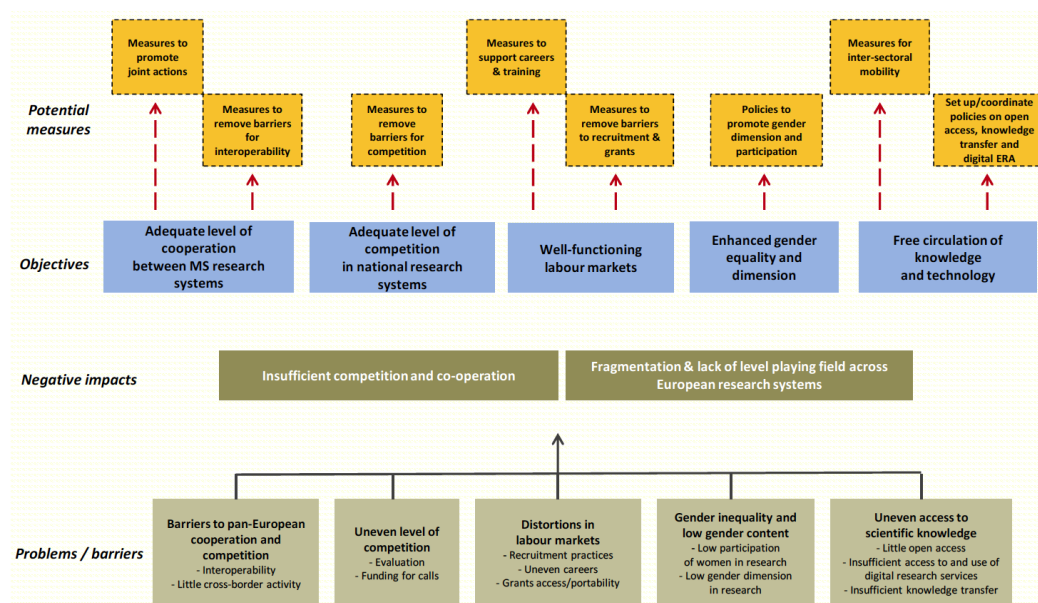 Measures to
promote
joint actions
Measures to
support careers
& training
Measures for
inter-sectoral
mobility
Potential
measures
Measures to
remove barriers
for
interoperability
Measures to
remove
barriers for
competition
Measures to
remove barriers
to recruitment &
grants
Policies to
promote gender
dimension and
participation
Set up/coordinate
policies on open
access, knowledge
transfer and
digital ERA
Objectives
Adequate level of
cooperation
between MS research
systems
Adequate level of
competition
in national research
systems
Well-functioning
labour markets
Enhanced gender
equality and
dimension
Free circulation of
knowledge
and technology
Negative impacts
Insufficient competition and co-operation
Fragmentation & lack of level playing field across
European research systems
Problems / barriers
Barriers to pan-European
cooperation and
competition
- Interoperability
- Little cross-border activity
Uneven level of
competition
- Evaluation
- Funding for calls
Distortions in
labour markets
- Recruitment practices
- Uneven careers
- Grants access/portability
Gender inequality and
low gender content
- Low participation
of women in research
- Low gender dimension
in research
Uneven access to
scientific knowledge
- Little open access
- Insufficient access to and use of
digital research services
- Insufficient knowledge transfer